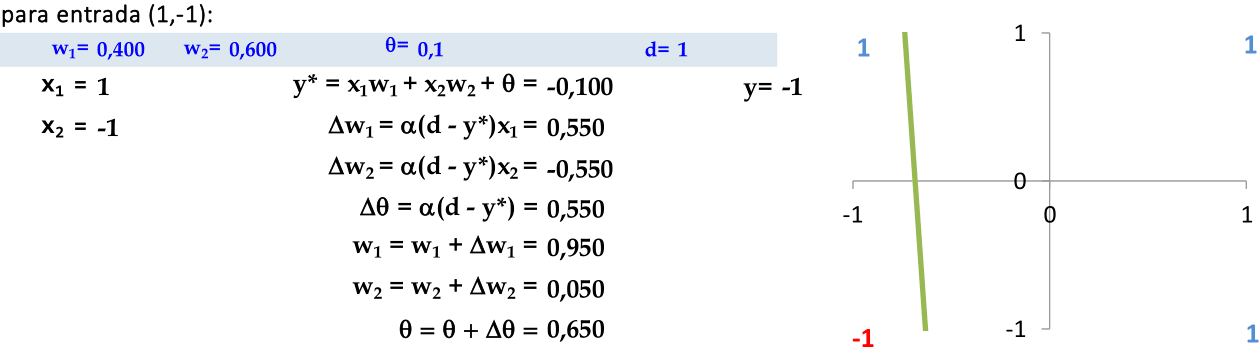 para entrada (1,-1):
w₁= 0,400 w₂= 0,600 θ= 0,1 d= 1
x₁ = 1 y* = x₁w₁ + x₂w₂ + θ = -0,100 y= -1
x₂ = -1 Δw₁ = α(d - y*)x₁ = 0,550
Δw₂ = α(d - y*)x₂ = -0,550
Δθ = α(d - y*) = 0,550
w₁ = w₁ + Δw₁ = 0,950
w₂ = w₂ + Δw₂ = 0,050
θ = θ + Δθ = 0,650
1 1 1
0
-1 0 1
-1 -1 1